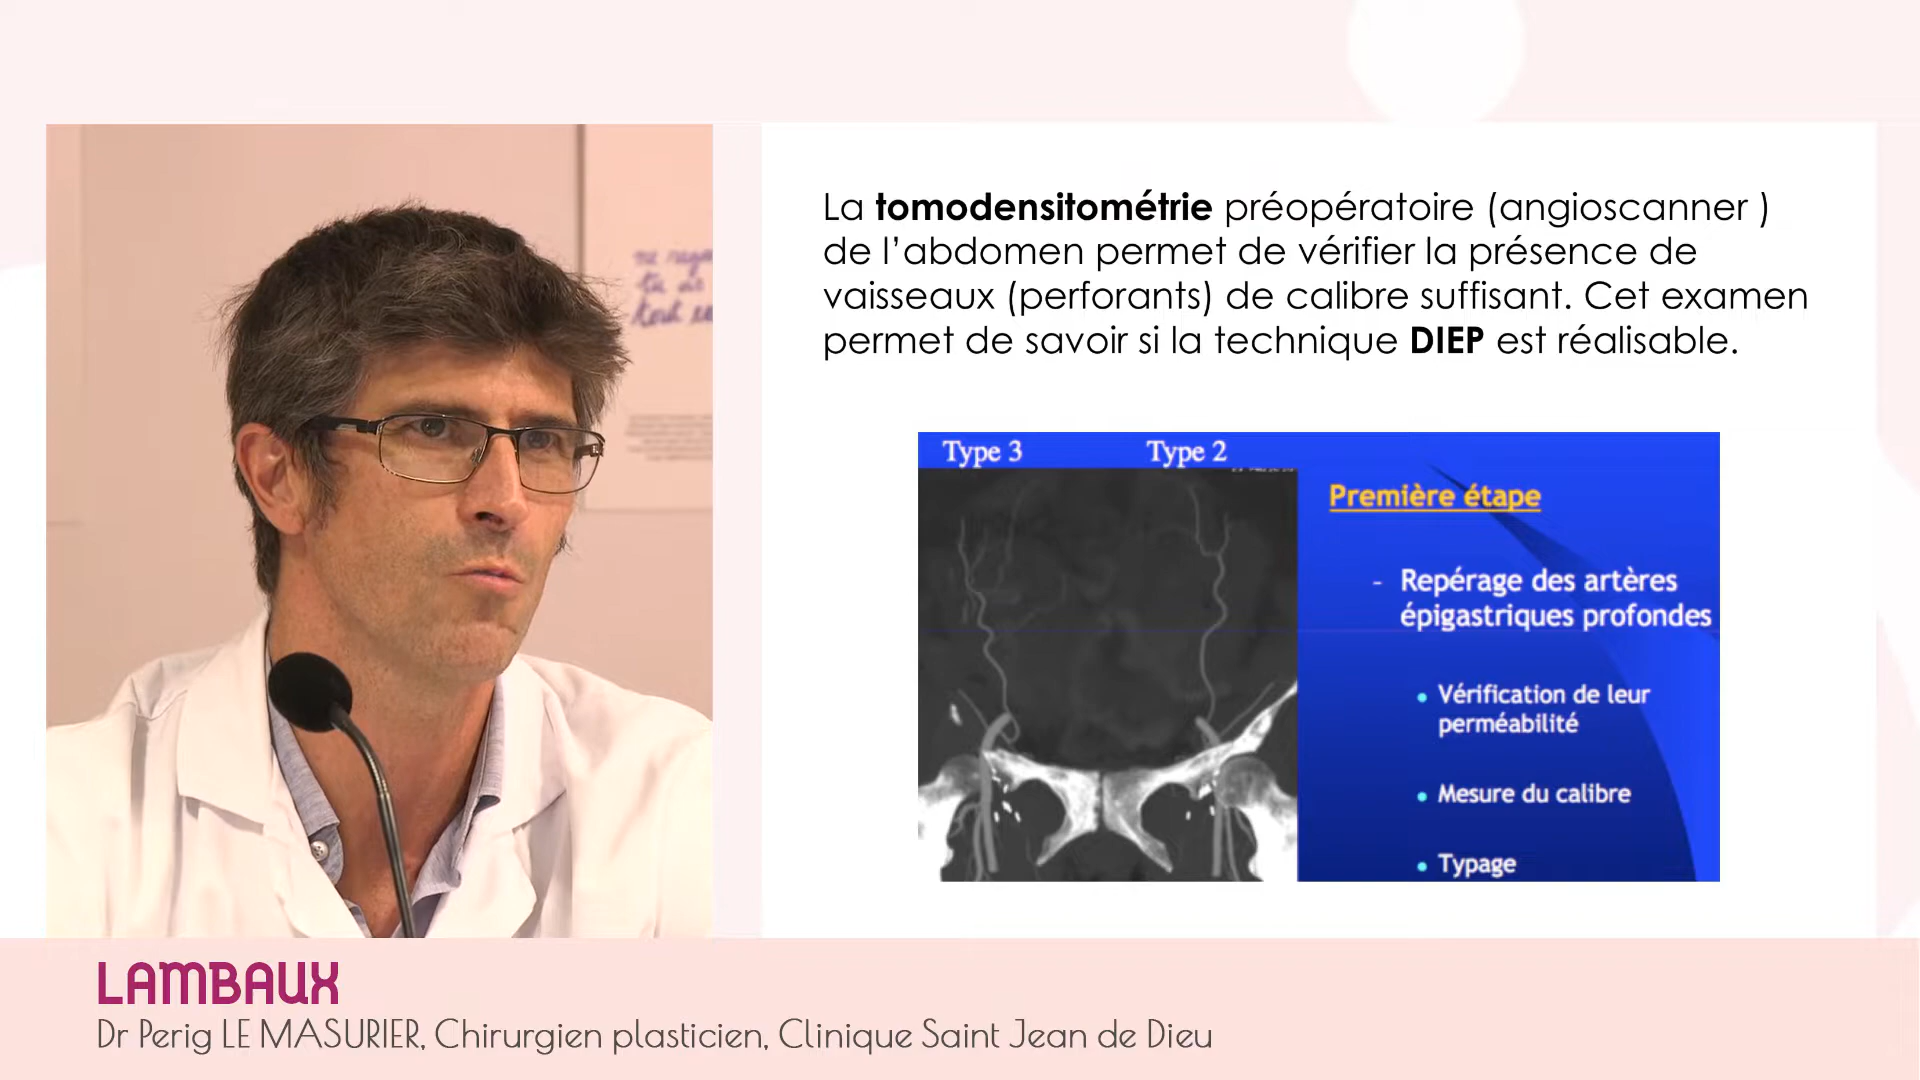 La tomodensitométrie préopératoire (angioscanner )
de l’abdomen permet de vérifier la présence de
vaisseaux (perforants) de calibre suffisant. Cet examen
permet de savoir si la technique DIEP est réalisable.
Type 3 Type 2
Première étape
- Repérage des artères
épigastriques profondes
• Vérification de leur
perméabilité
• Mesure du calibre
• Typage
LAMBAUX
Dr Perig LE MASURIER, Chirurgien plasticien, Clinique Saint Jean de Dieu